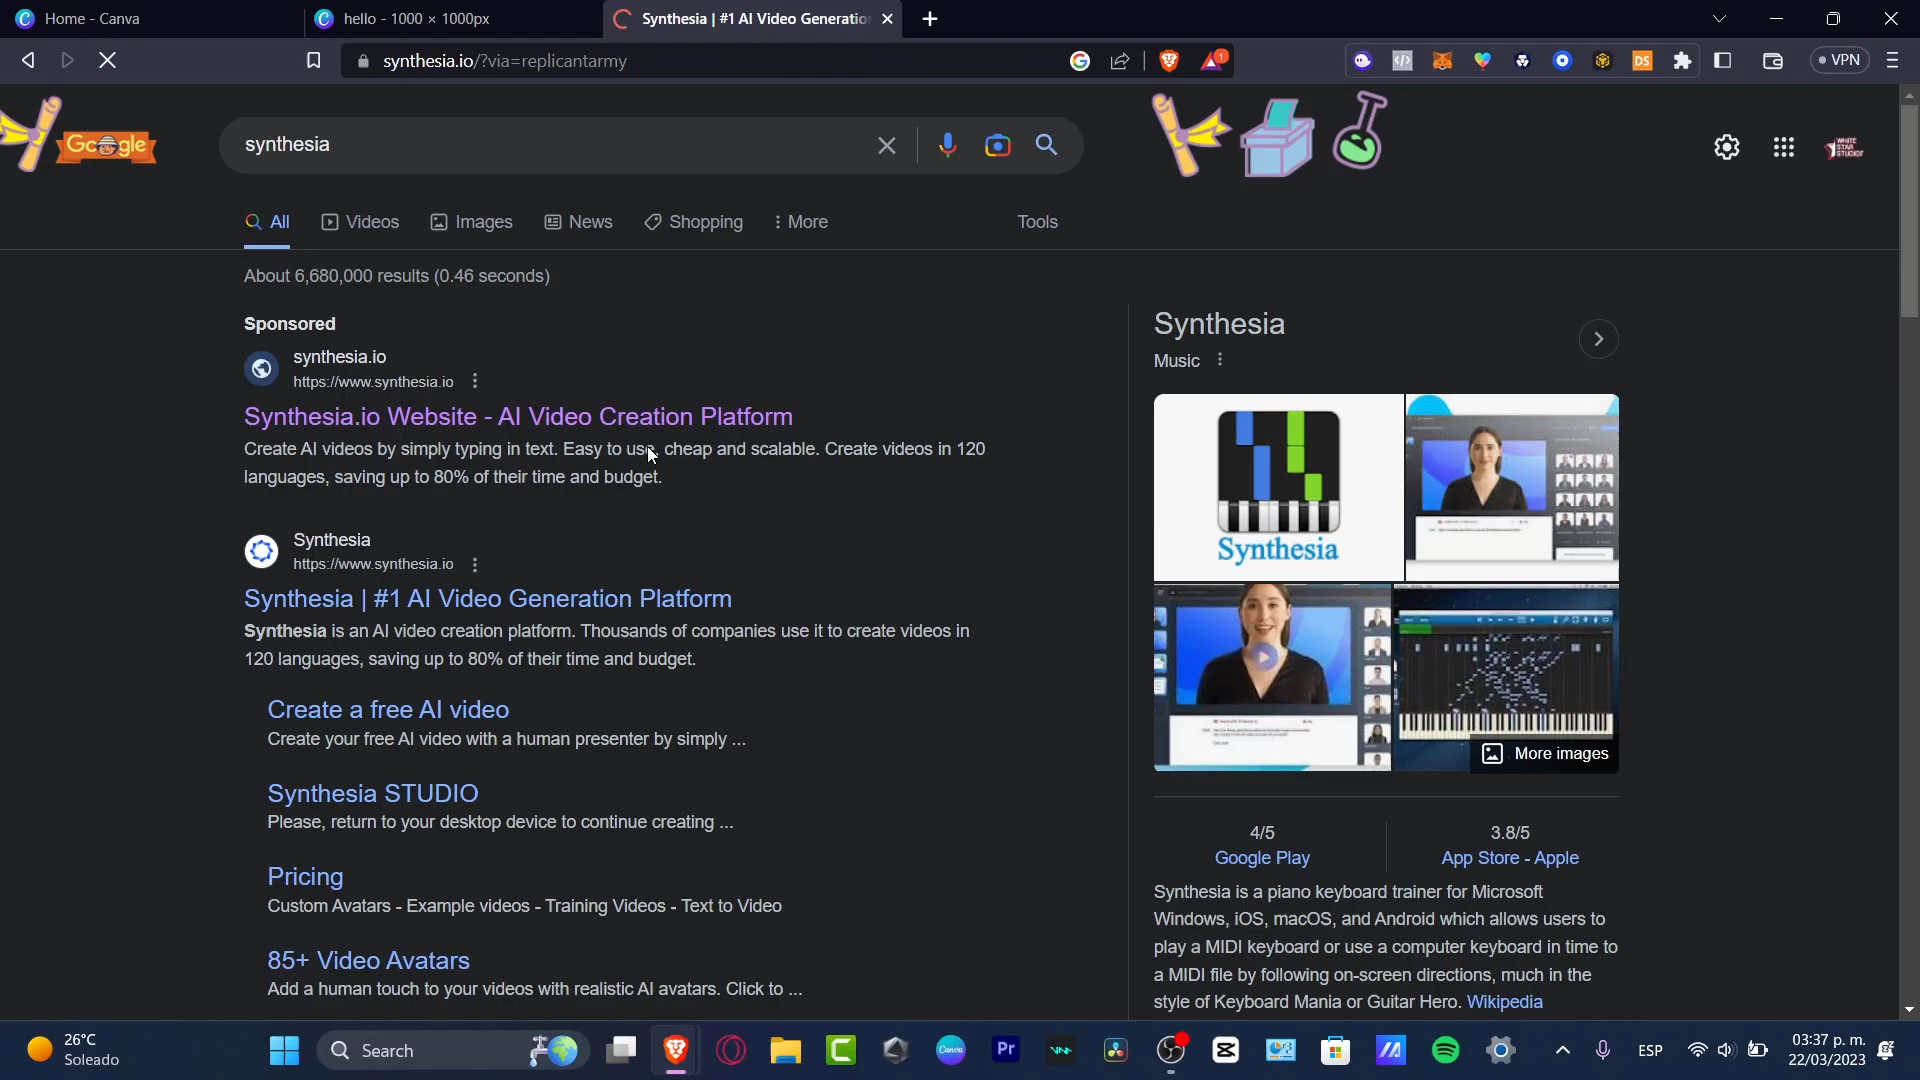 Home - Canva
hello - 1000 × 1000px
Synthesia | #1 AI Video Generatio
synthesia.io/?via=replicantarmy
1
DS
VPN
Google
synthesia
WHITE STAR STUDIOS
All
Videos
Images
News
Shopping
More
Tools
About 6,680,000 results (0.46 seconds)
Sponsored
synthesia.io
https://www.synthesia.io
Synthesia.io Website - AI Video Creation Platform
Create AI videos by simply typing in text. Easy to use, cheap and scalable. Create videos in 120
languages, saving up to 80% of their time and budget.
Synthesia
https://www.synthesia.io
Synthesia | #1 AI Video Generation Platform
Synthesia is an AI video creation platform. Thousands of companies use it to create videos in
120 languages, saving up to 80% of their time and budget.
Create a free AI video
Create your free AI video with a human presenter by simply ...
Synthesia STUDIO
Please, return to your desktop device to continue creating ...
Pricing
Custom Avatars - Example videos - Training Videos - Text to Video
85+ Video Avatars
Add a human touch to your videos with realistic AI avatars. Click to ...
Synthesia
Music
Synthesia
More images
4/5
Google Play
3.8/5
App Store - Apple
Synthesia is a piano keyboard trainer for Microsoft
Windows, iOS, macOS, and Android which allows users to
play a MIDI keyboard or use a computer keyboard in time to
a MIDI file by following on-screen directions, much in the
style of Keyboard Mania or Guitar Hero. Wikipedia
26°C
Soleado
Search
Canva
Pr
ESP
03:37 p. m.
22/03/2023